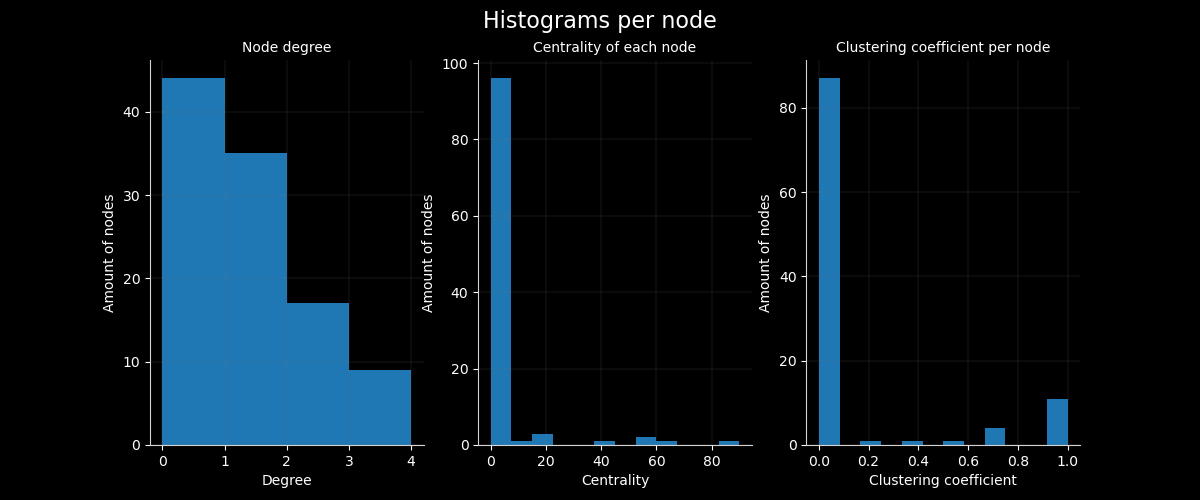 Histograms per node
Node degree
Amount of nodes
0
10
20
30
40
0 1 2 3 4
Degree
Centrality of each node
Amount of nodes
0
20
40
60
80
100
0 20 40 60 80
Centrality
Clustering coefficient per node
Amount of nodes
0
20
40
60
80
0.0 0.2 0.4 0.6 0.8 1.0
Clustering coefficient